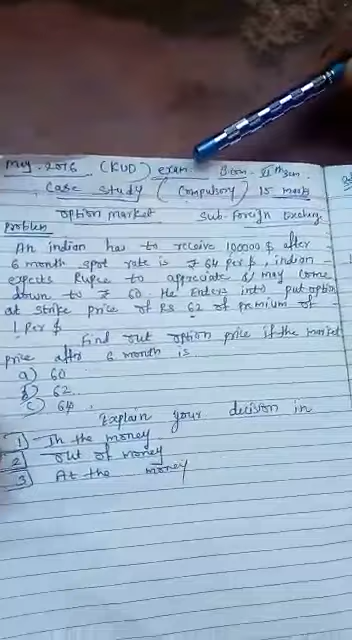 May-2016 (KUD) exam B.com
Case study (Compulsory) 15 marks
Option market Sub-Foreign Exchang
Problem
An indian has to receive 100000 $ after
6 month spot rate is ₹ 64 per $, indian
expects Rupee to appreciate & may come
down to ₹ 60 He Enters into put option
at strike price of Rs 62 of premium of
1 per $
Find out option price if the market
price after 6 month is
a) 60
b) 62
c) 64.
Explain your decision in
1 In the money
2 out of money
3 At the money